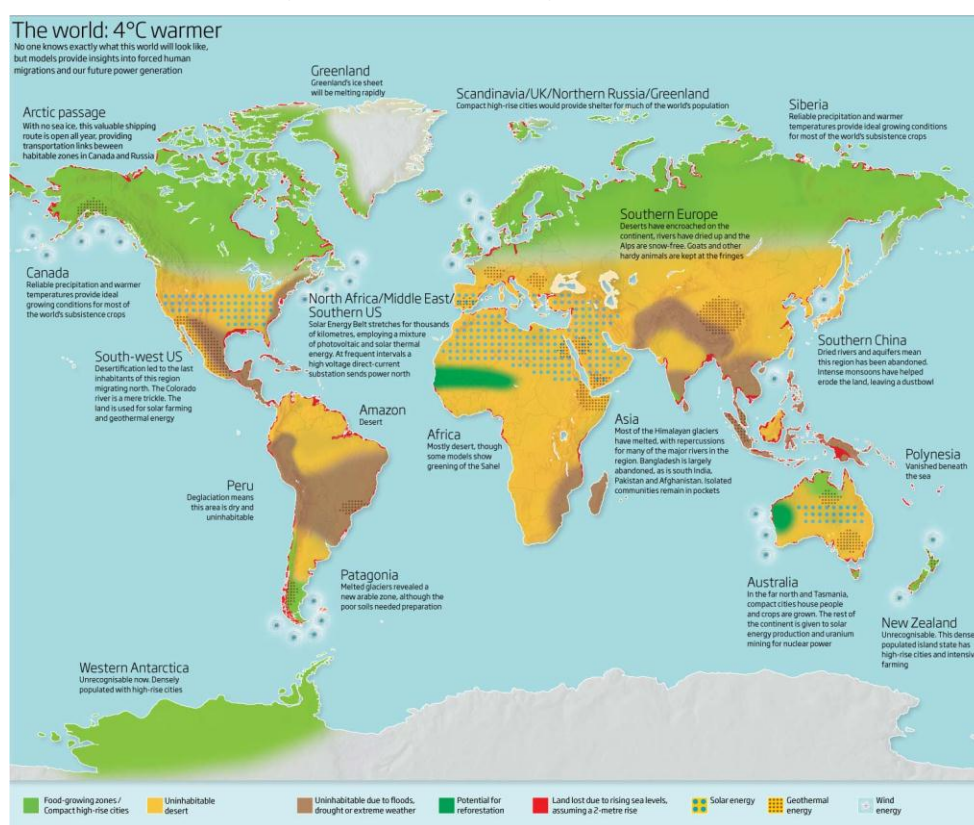 The world: 4°C warmer
No one knows exactly what this world will look like,
but models provide insights into forced human
migrations and our future power generation
Greenland
Greenland's ice sheet
will be melting rapidly
Scandinavia/UK/Northern Russia/Greenland
Compact high-rise cities would provide shelter for much of the world's population
Siberia
Reliable precipitation and warmer
temperatures provide ideal growing conditions
for most of the world's subsistence crops
Arctic passage
With no sea ice, this valuable shipping
route is open all year, providing
transportation links beween
habitable zones in Canada and Russia
Southern Europe
Deserts have encroached on the
continent, rivers have dried up and the
Alps are snow-free. Goats and other
hardy animals are kept at the fringes
Canada
Reliable precipitation and warmer
temperatures provide ideal
growing conditions for most of
the world's subsistence crops
North Africa/Middle East/
Southern US
Solar Energy Belt stretches for thousands
of kilometres, employing a mixture
of photovoltaic and solar thermal
energy. At frequent intervals a
high voltage direct-current
substation sends power north
South-west US
Desertification led to the last
inhabitants of this region
migrating north. The Colorado
river is a mere trickle. The
land is used for solar farming
and geothermal energy
Southern China
Dried rivers and aquifers mean
this region has been abandoned.
Intense monsoons have helped
erode the land, leaving a dustbowl
Amazon
Desert
Africa
Mostly desert, though
some models show
greening of the Sahel
Asia
Most of the Himalayan glaciers
have melted, with repercussions
for many of the major rivers in the
region. Bangladesh is largely
abandoned, as is south India,
Pakistan and Afghanistan. Isolated
communities remain in pockets
Polynesia
Vanished beneath
the sea
Peru
Deglaciation means
this area is dry and
uninhabitable
Patagonia
Melted glaciers revealed a
new arable zone, although the
poor soils needed preparation
Australia
In the far north and Tasmania,
compact cities house people
and crops are grown. The rest of
the continent is given to solar
energy production and uranium
mining for nuclear power
New Zealand
Unrecognisable. This dense
populated island state has
high-rise cities and intensiv
farming
Western Antarctica
Unrecognisable now. Densely
populated with high-rise cities
Food-growing zones /
Compact high-rise cities
Uninhabitable
desert
Uninhabitable due to floods,
drought or extreme weather
Potential for
reforestation
Land lost due to rising sea levels,
assuming a 2-metre rise
Solar energy
Geothermal
energy
Wind
energy